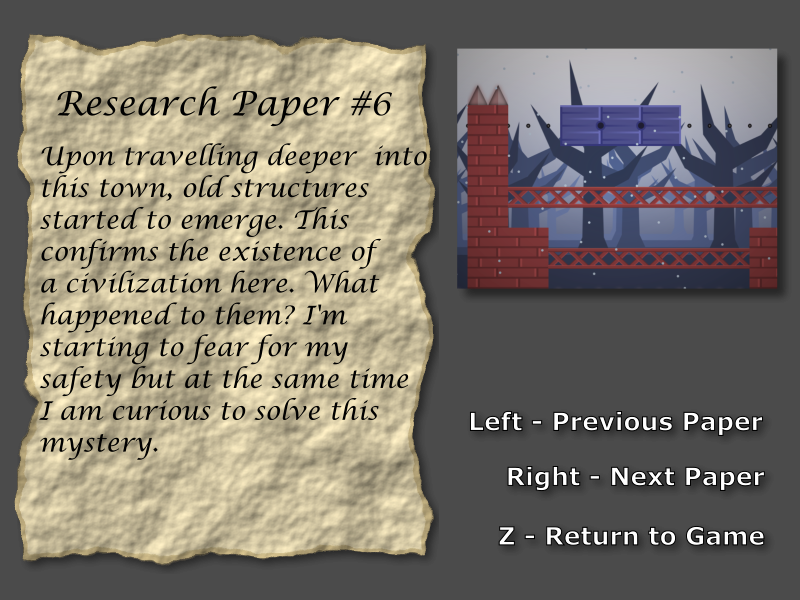 Research Paper #6
Upon travelling deeper  into
this town, old structures
started to emerge. This
confirms the existence of
a civilization here. What
happened to them? I'm
starting to fear for my
safety but at the same time
I am curious to solve this
mystery.
Left - Previous Paper
Right - Next Paper
Z - Return to Game